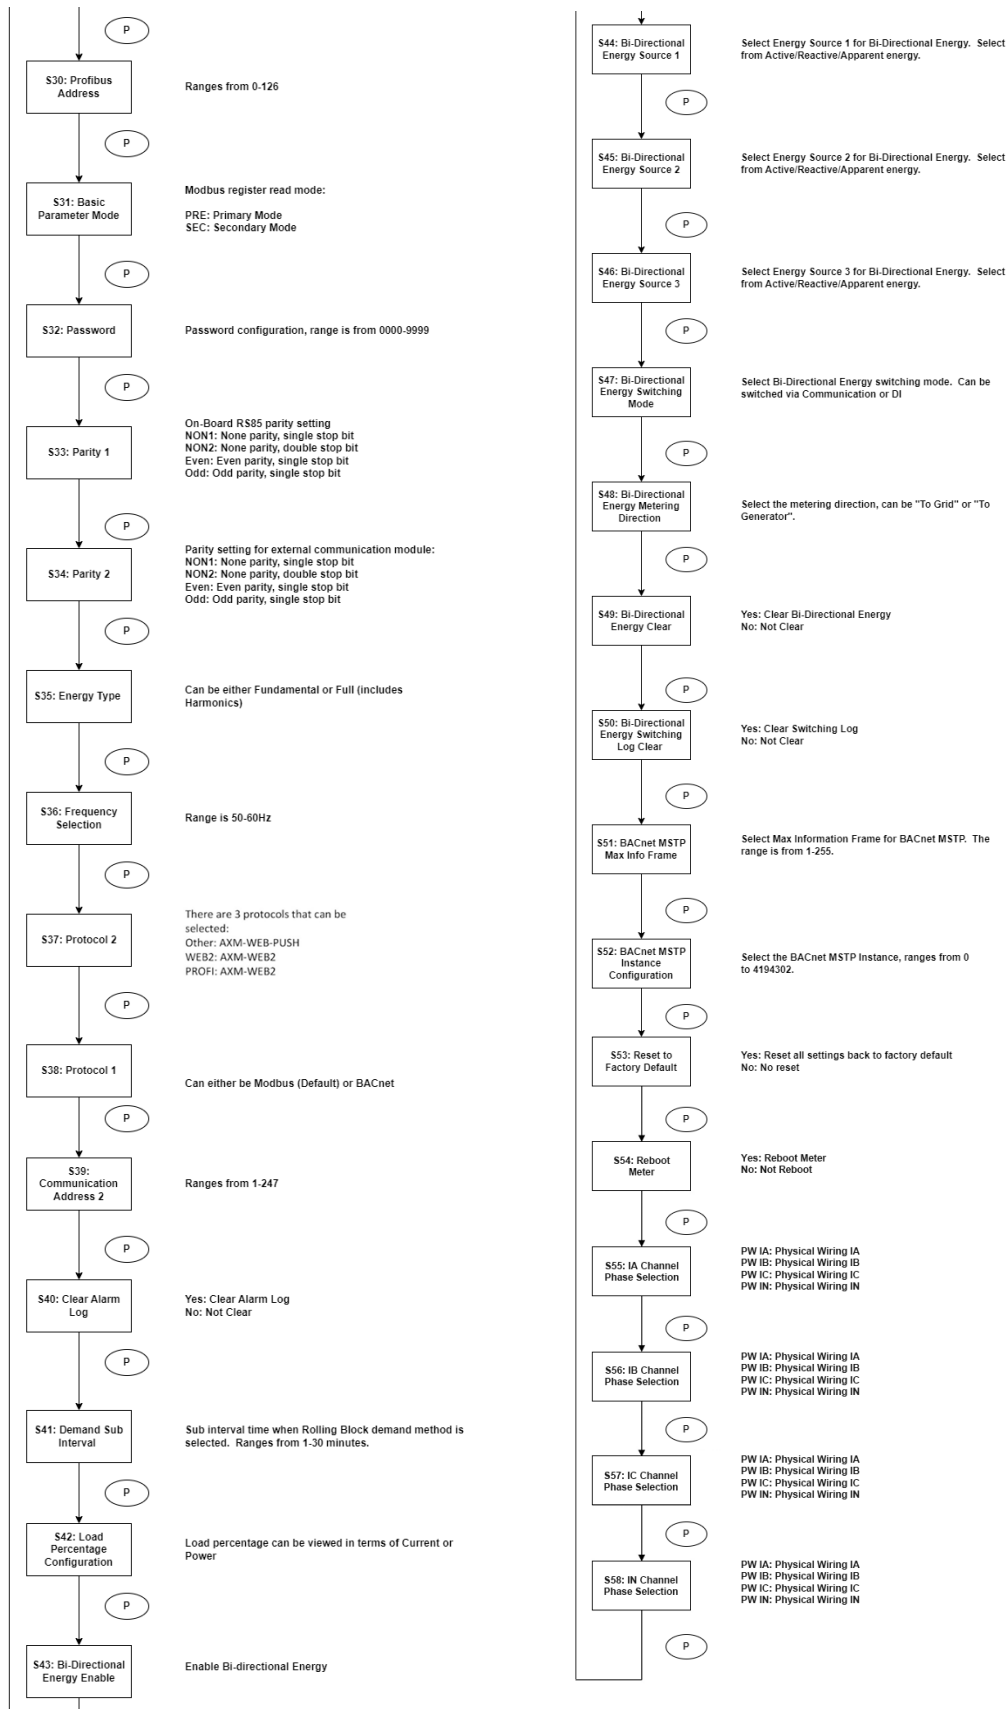 P
S30: Profibus
Address
Ranges from 0-126
P
S31: Basic
Parameter Mode
Modbus register read mode:
PRE: Primary Mode
SEC: Secondary Mode
P
S32: Password
Password configuration, range is from 0000-9999
P
S33: Parity 1
On-Board RS85 parity setting
NON1: None parity, single stop bit
NON2: None parity, double stop bit
Even: Even parity, single stop bit
Odd: Odd parity, single stop bit
P
S34: Parity 2
Parity setting for external communication module:
NON1: None parity, single stop bit
NON2: None parity, double stop bit
Even: Even parity, single stop bit
Odd: Odd parity, single stop bit
P
S35: Energy Type
Can be either Fundamental or Full (includes
Harmonics)
P
S36: Frequency
Selection
Range is 50-60Hz
P
S37: Protocol 2
There are 3 protocols that can be
selected:
Other: AXM-WEB-PUSH
WEB2: AXM-WEB2
PROFI: AXM-WEB2
P
S38: Protocol 1
Can either be Modbus (Default) or BACnet
P
S39:
Communication
Address 2
Ranges from 1-247
P
S40: Clear Alarm
Log
Yes: Clear Alarm Log
No: Not Clear
P
S41: Demand Sub
Interval
Sub interval time when Rolling Block demand method is
selected. Ranges from 1-30 minutes.
P
S42: Load
Percentage
Configuration
Load percentage can be viewed in terms of Current or
Power
P
S43: Bi-Directional
Energy Enable
Enable Bi-directional Energy
S44: Bi-Directional
Energy Source 1
Select Energy Source 1 for Bi-Directional Energy. Select
from Active/Reactive/Apparent energy.
P
S45: Bi-Directional
Energy Source 2
Select Energy Source 2 for Bi-Directional Energy. Select
from Active/Reactive/Apparent energy.
P
S46: Bi-Directional
Energy Source 3
Select Energy Source 3 for Bi-Directional Energy. Select
from Active/Reactive/Apparent energy.
P
S47: Bi-Directional
Energy Switching
Mode
Select Bi-Directional Energy switching mode. Can be
switched via Communication or DI
P
S48: Bi-Directional
Energy Metering
Direction
Select the metering direction, can be "To Grid" or "To
Generator".
P
S49: Bi-Directional
Energy Clear
Yes: Clear Bi-Directional Energy
No: Not Clear
P
S50: Bi-Directional
Energy Switching
Log Clear
Yes: Clear Switching Log
No: Not Clear
P
S51: BACnet MSTP
Max Info Frame
Select Max Information Frame for BACnet MSTP. The
range is from 1-255.
P
S52: BACnet MSTP
Instance
Configuration
Select the BACnet MSTP Instance, ranges from 0
to 4194302.
P
S53: Reset to
Factory Default
Yes: Reset all settings back to factory default
No: No reset
P
S54: Reboot
Meter
Yes: Reboot Meter
No: Not Reboot
P
S55: IA Channel
Phase Selection
PW IA: Physical Wiring IA
PW IB: Physical Wiring IB
PW IC: Physical Wiring IC
PW IN: Physical Wiring IN
P
S56: IB Channel
Phase Selection
PW IA: Physical Wiring IA
PW IB: Physical Wiring IB
PW IC: Physical Wiring IC
PW IN: Physical Wiring IN
P
S57: IC Channel
Phase Selection
PW IA: Physical Wiring IA
PW IB: Physical Wiring IB
PW IC: Physical Wiring IC
PW IN: Physical Wiring IN
P
S58: IN Channel
Phase Selection
PW IA: Physical Wiring IA
PW IB: Physical Wiring IB
PW IC: Physical Wiring IC
PW IN: Physical Wiring IN
P